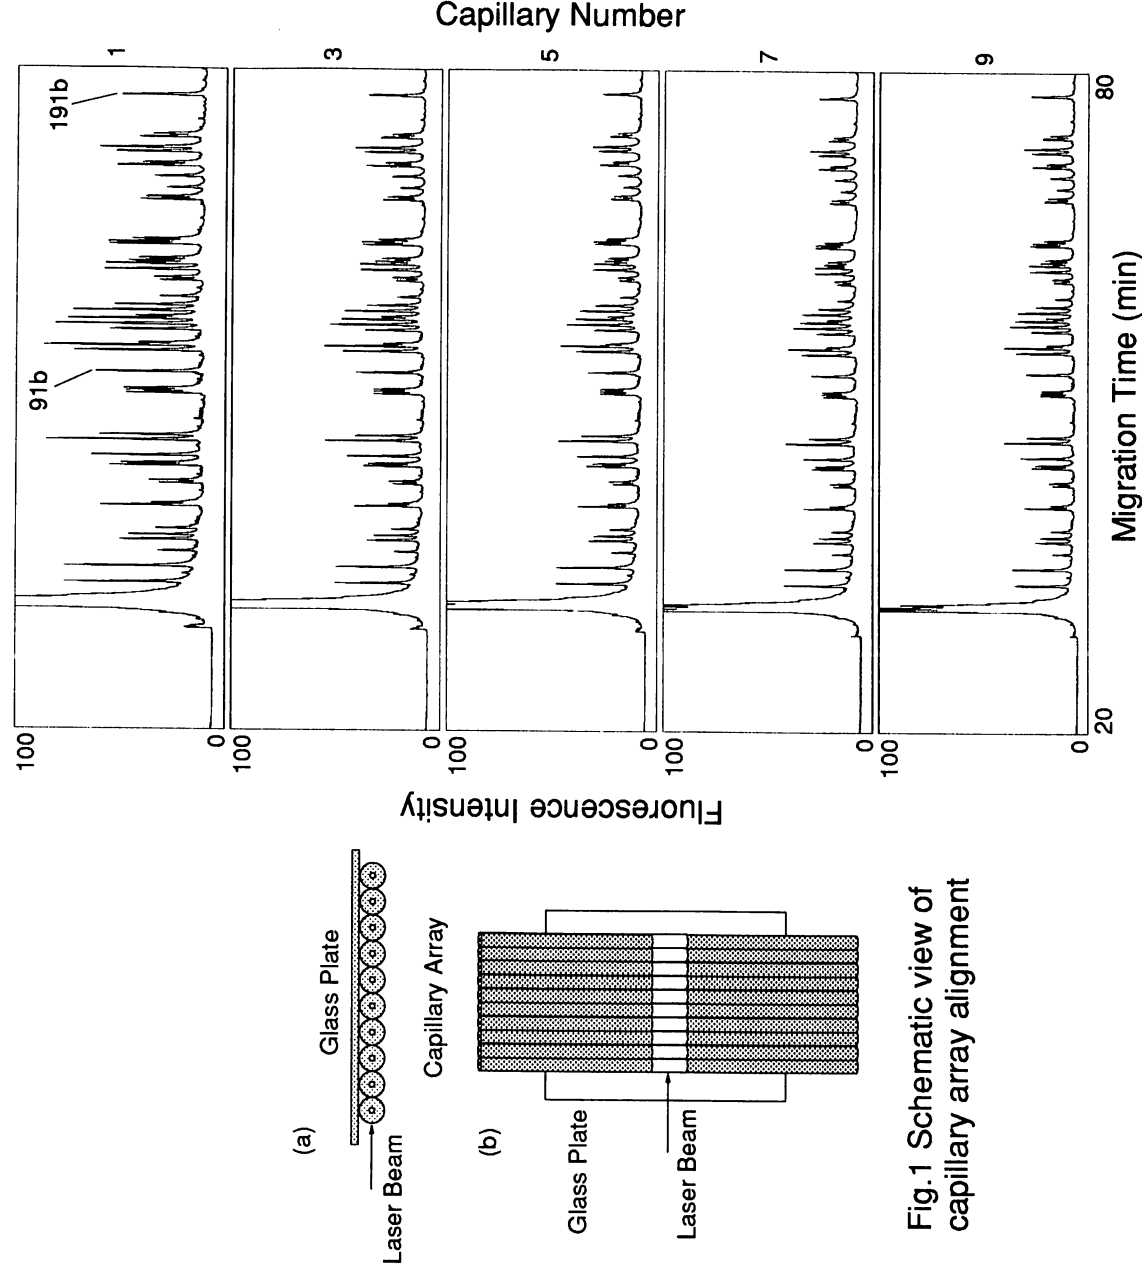 (a)
Glass Plate
Laser Beam
Capillary Array
(b)
Glass Plate
Laser Beam
Fig.1 Schematic view of
capillary array alignment
Fluorescence Intensity
100
0
100
0
100
0
100
0
100
0
91b
191b
1
3
5
7
9
Capillary Number
20
80
Migration Time (min)